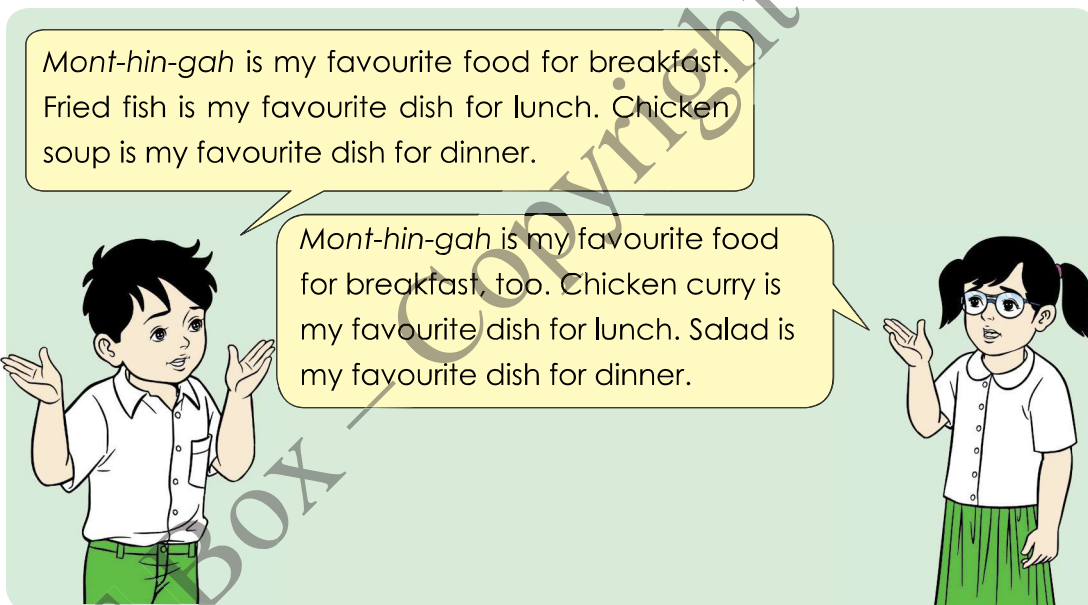 Mont-hin-gah is my favourite food for breakfast.
Fried fish is my favourite dish for lunch. Chicken
soup is my favourite dish for dinner.
Mont-hin-gah is my favourite food
for breakfast, too. Chicken curry is
my favourite dish for lunch. Salad is
my favourite dish for dinner.
Box – Copyright